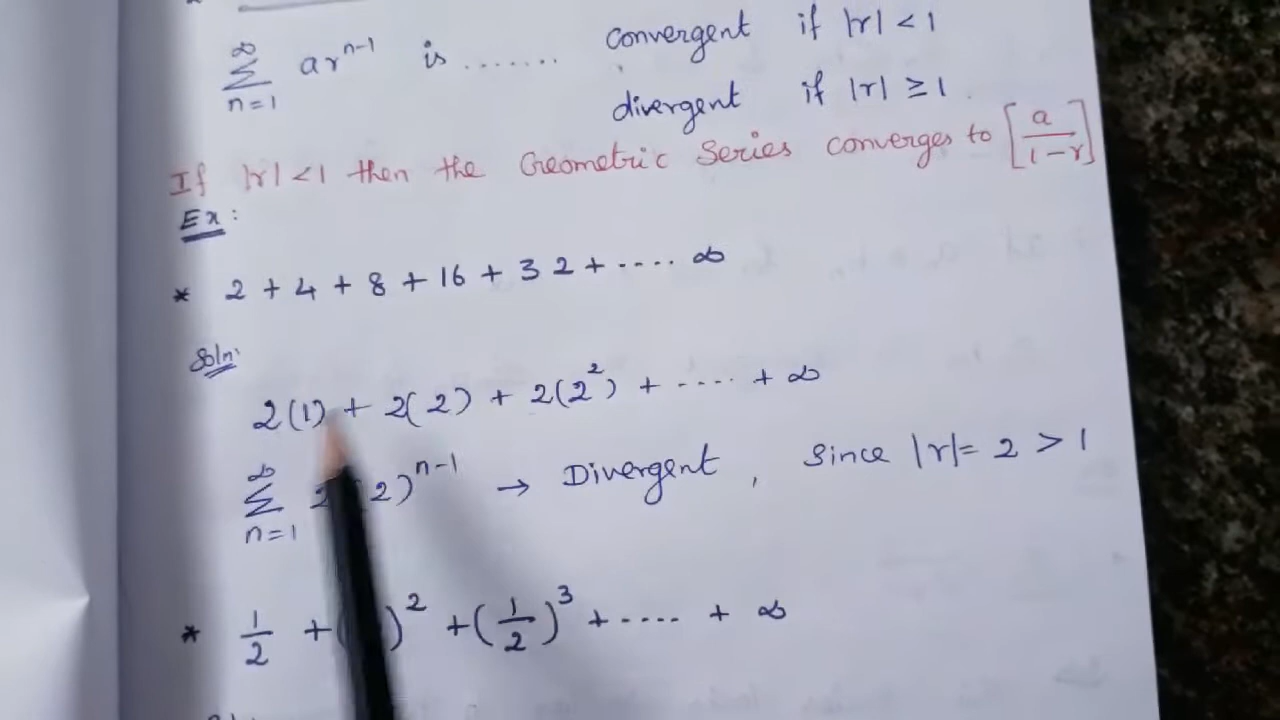 ∞
∑ ar^(n-1) is ....... convergent if |r| < 1
n=1 divergent if |r| ≥ 1
If |r| < 1 then the Geometric Series converges to [a/(1-r)]
Ex:
* 2 + 4 + 8 + 16 + 32 + .... ∞
Soln:
2(1) + 2(2) + 2(2²) + .... + ∞
∞
∑ 2(2)^(n-1) → Divergent, Since |r| = 2 > 1
n=1
* 1/2 + ( )² + (1/2)³ + .... + ∞